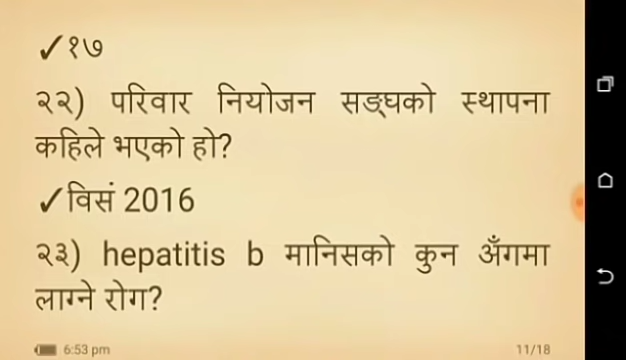 ✓१७
२२) परिवार नियोजन सङ्घको स्थापना
कहिले भएको हो?
✓विसं 2016
२३) hepatitis b मानिसको कुन अँगमा
लाग्ने रोग?
6:53 pm 11/18